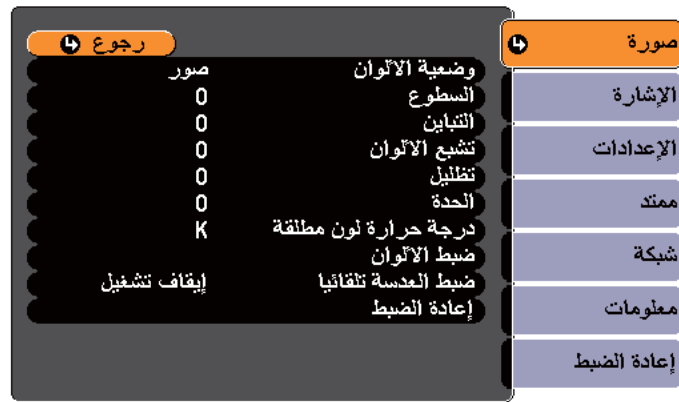 صورة
الإشارة
الإعدادات
ممتد
شبكة
معلومات
إعادة الضبط
رجوع
وضعية الألوان صور
السطوع 0
التباين 0
تشبع الألوان 0
تظليل 0
الحدة 0
درجة حرارة لون مطلقة K
ضبط الألوان
ضبط العدسة تلقائيا إيقاف تشغيل
إعادة الضبط